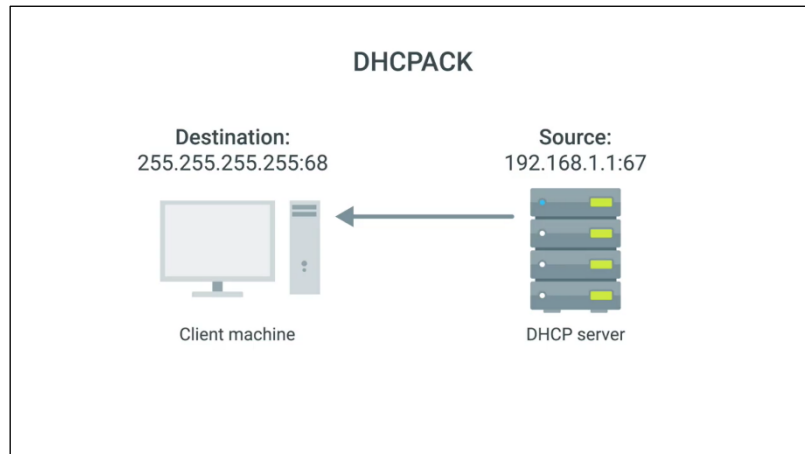 DHCPACK
Destination:
255.255.255.255:68
Source:
192.168.1.1:67
Client machine
DHCP server